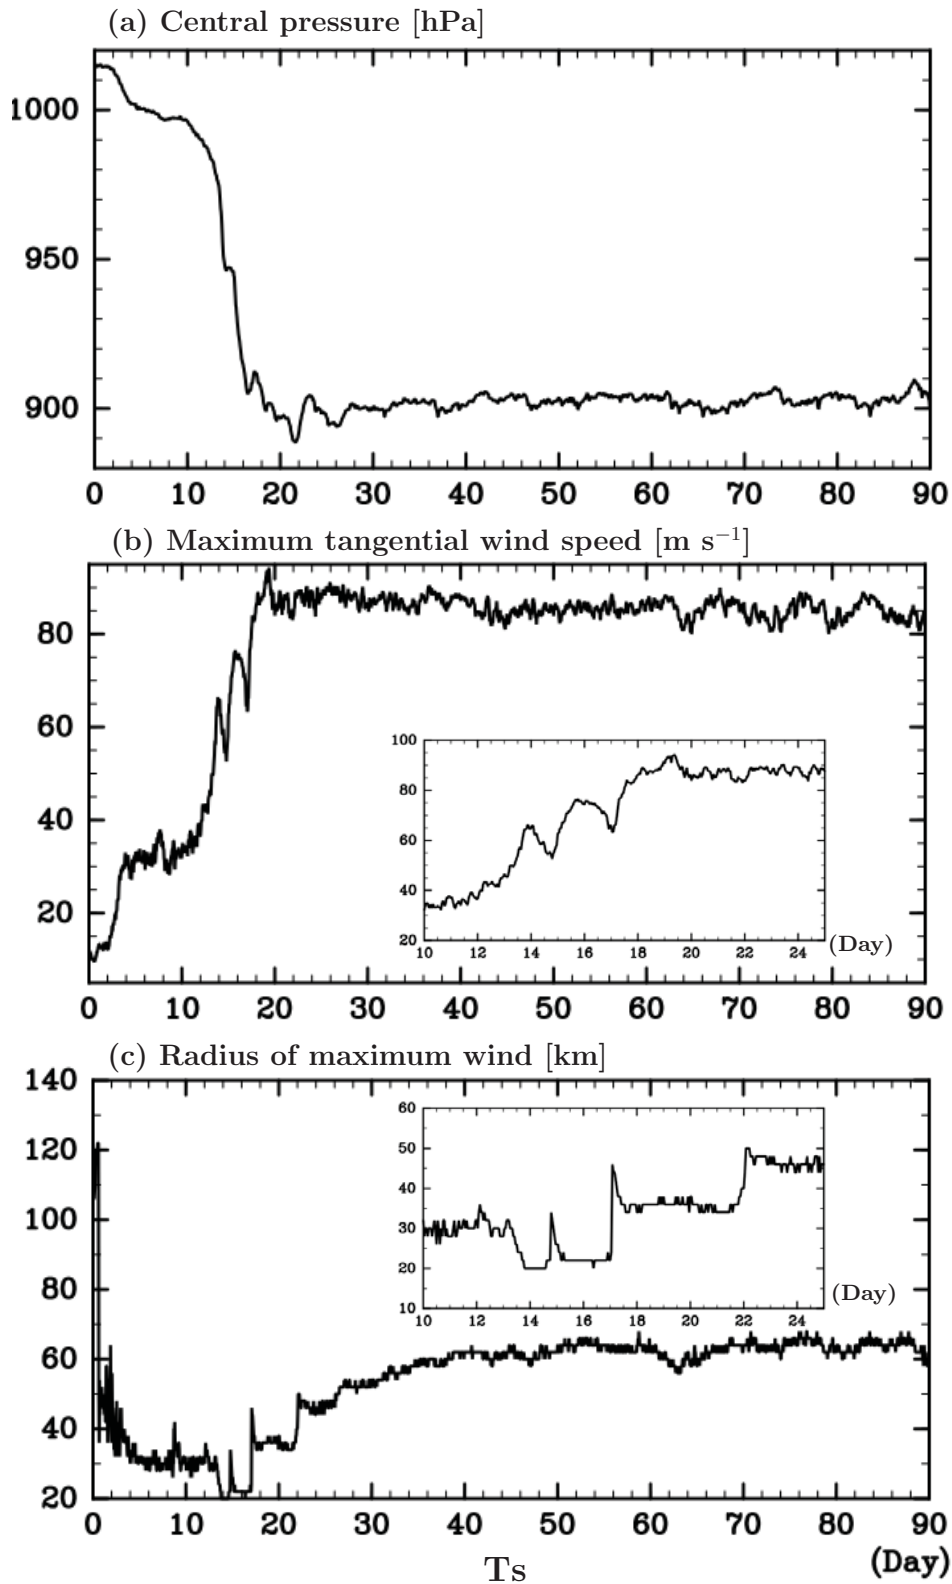 (a) Central pressure [hPa]
1000
950
900
0 10 20 30 40 50 60 70 80 90
(b) Maximum tangential wind speed [m s⁻¹]
80
60
40
20
100
80
60
40
20
10 12 14 16 18 20 22 24 (Day)
0 10 20 30 40 50 60 70 80 90
(c) Radius of maximum wind [km]
140
120
100
80
60
40
20
60
50
40
30
20
10
10 12 14 16 18 20 22 24 (Day)
0 10 20 30 40 50 60 70 80 90
Ts (Day)